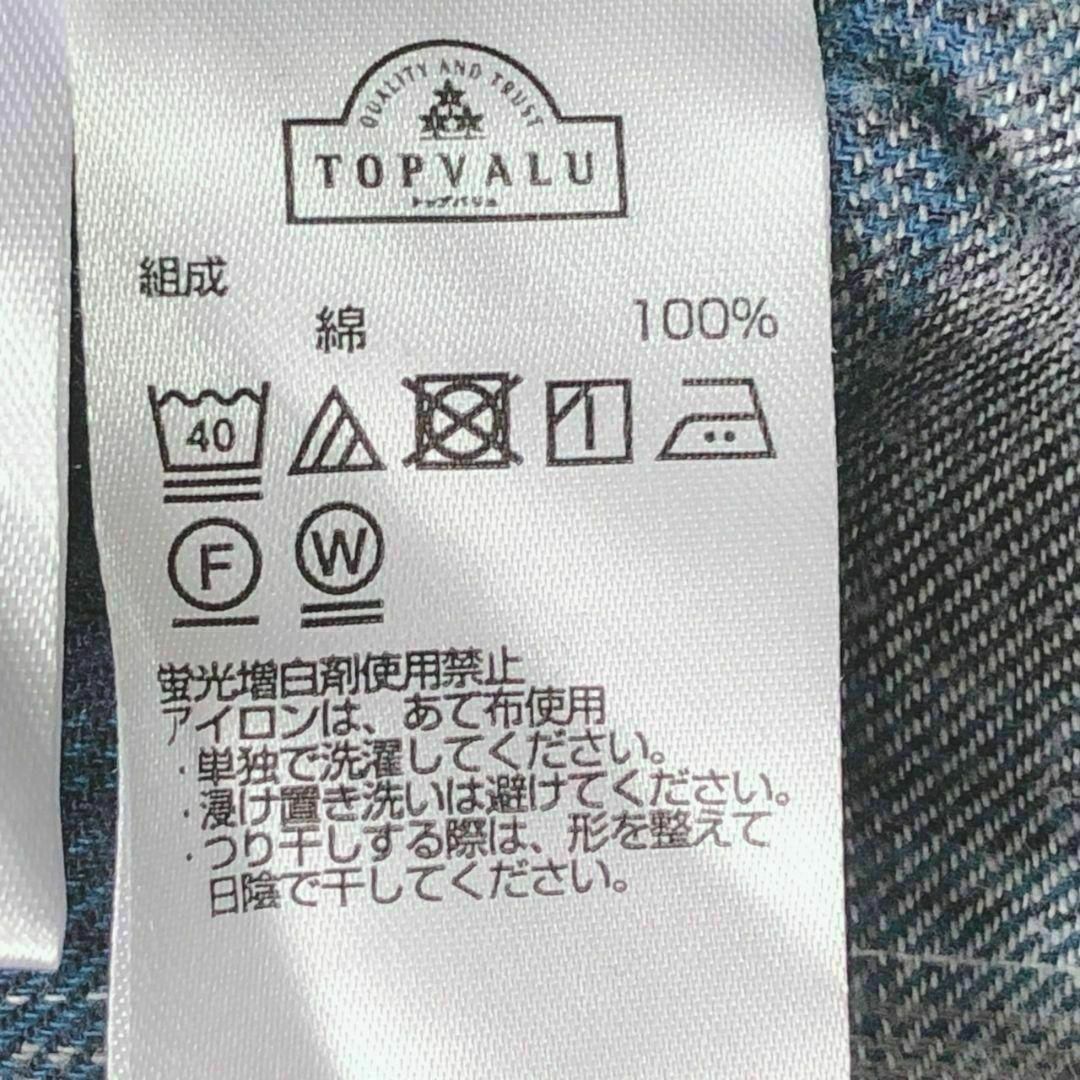 QUALITY AND TRUST
TOPVALU
トップバリュ
組成
綿 100%
40
F W
蛍光増白剤使用禁止
アイロンは、あて布使用
・単独で洗濯してください。
・浸け置き洗いは避けてください。
・つり干しする際は、形を整えて
日陰で干してください。